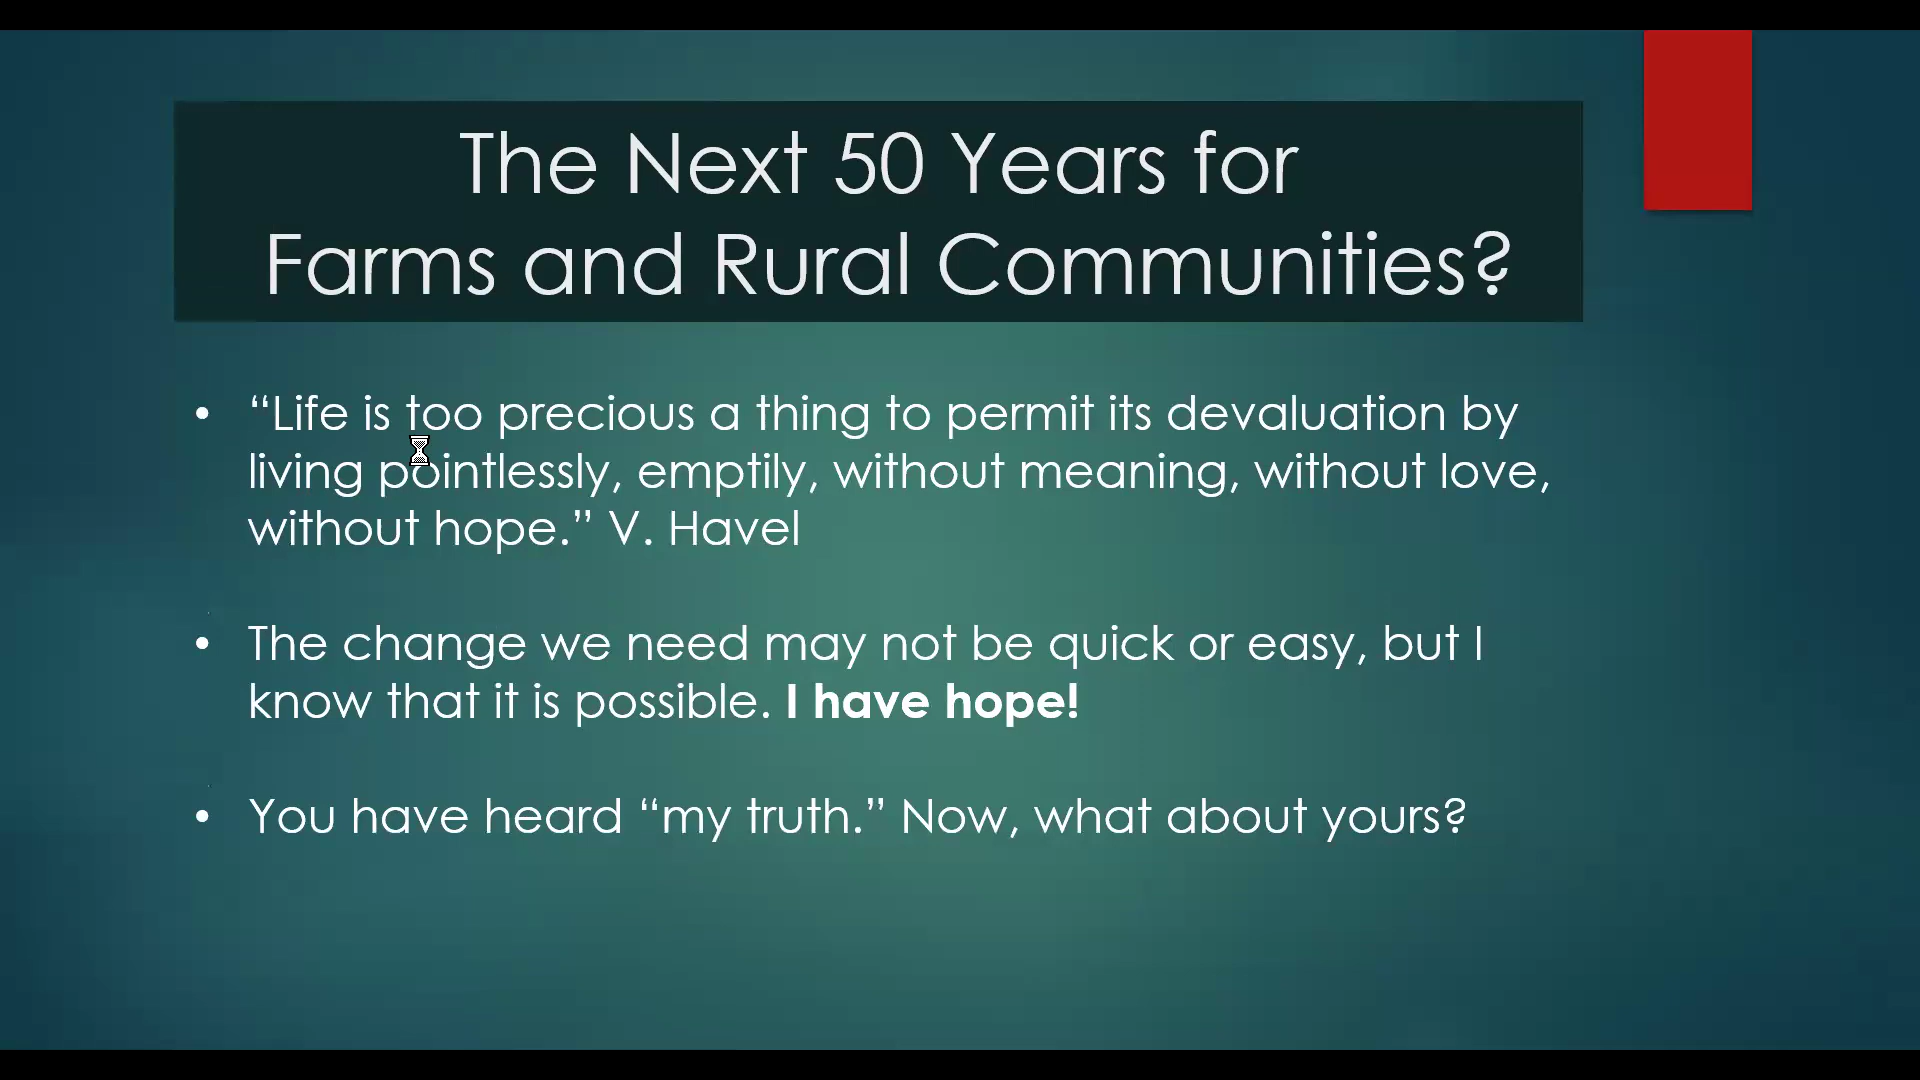 The Next 50 Years for
Farms and Rural Communities?
• “Life is too precious a thing to permit its devaluation by
living pointlessly, emptily, without meaning, without love,
without hope.” V. Havel
• The change we need may not be quick or easy, but I
know that it is possible. I have hope!
• You have heard “my truth.” Now, what about yours?